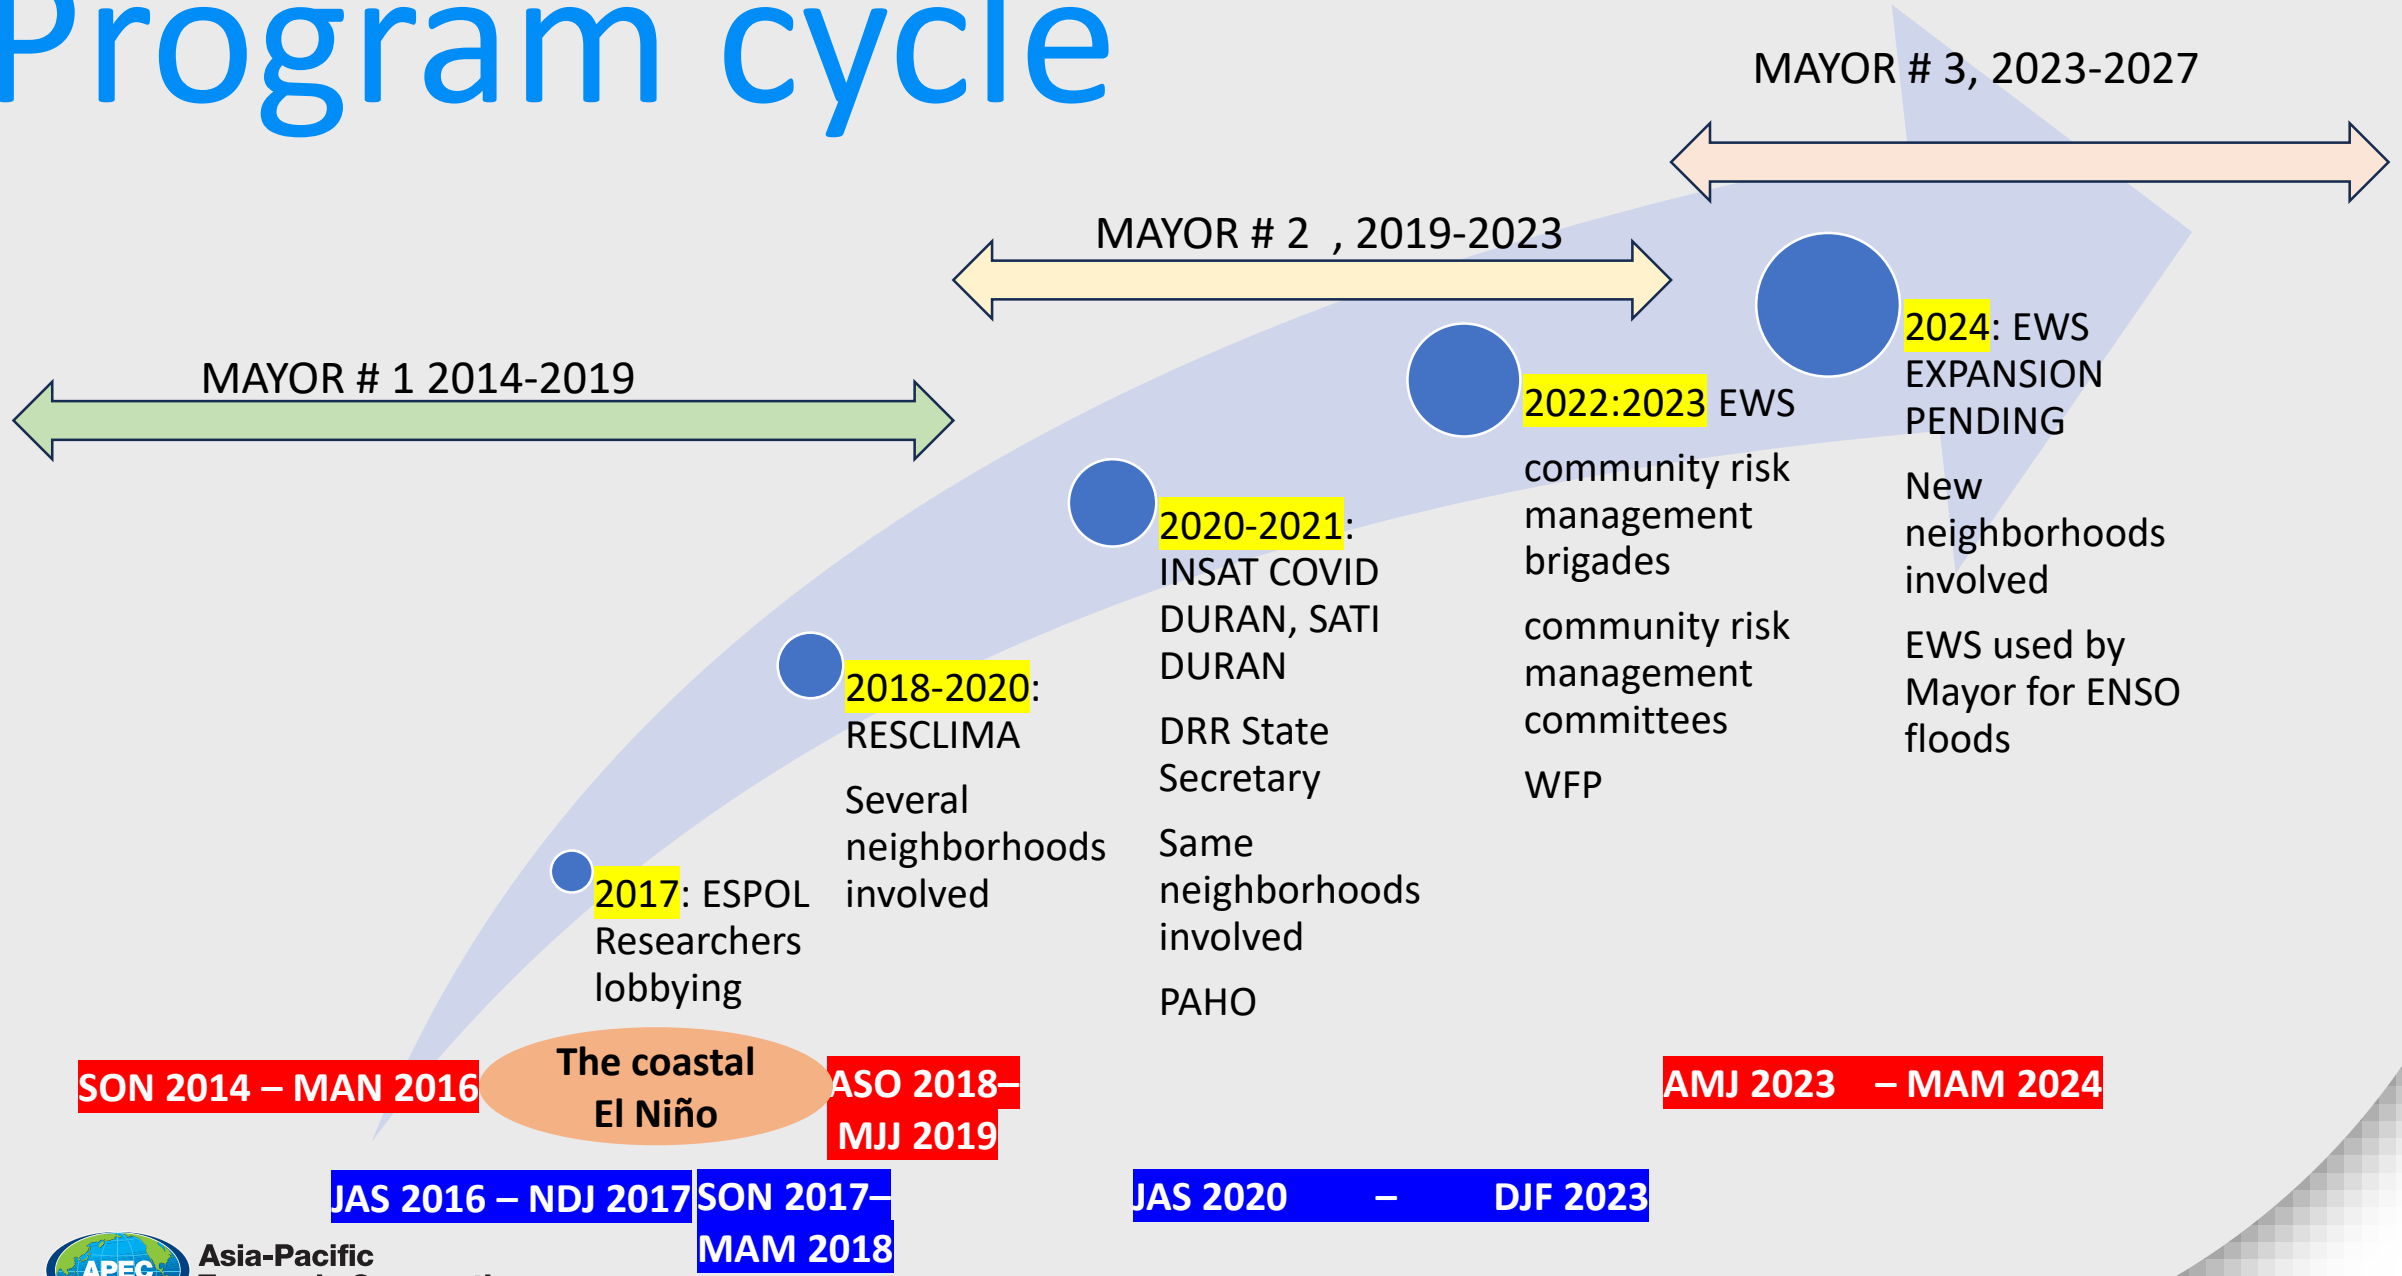 Program cycle
MAYOR # 3, 2023-2027
MAYOR # 2 , 2019-2023
MAYOR # 1 2014-2019
2017: ESPOL
Researchers
lobbying
2018-2020:
RESCLIMA
Several
neighborhoods
involved
2020-2021:
INSAT COVID
DURAN, SATI
DURAN
DRR State
Secretary
Same
neighborhoods
involved
PAHO
2022:2023 EWS
community risk
management
brigades
community risk
management
committees
WFP
2024: EWS
EXPANSION
PENDING
New
neighborhoods
involved
EWS used by
Mayor for ENSO
floods
SON 2014 – MAN 2016
The coastal
El Niño
ASO 2018–
MJJ 2019
AMJ 2023 – MAM 2024
JAS 2016 – NDJ 2017
SON 2017–
MAM 2018
JAS 2020 – DJF 2023
APEC
Asia-Pacific